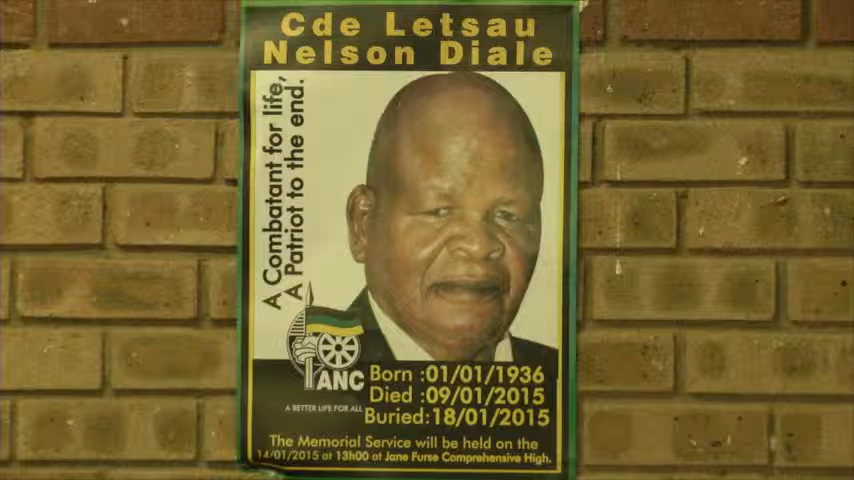 Cde Letsau
Nelson Diale
A Combatant for life,
A Patriot to the end.
ANC
A BETTER LIFE FOR ALL
Born :01/01/1936
Died :09/01/2015
Buried:18/01/2015
The Memorial Service will be held on the
14/01/2015 at 13h00 at Jane Furse Comprehensive High.